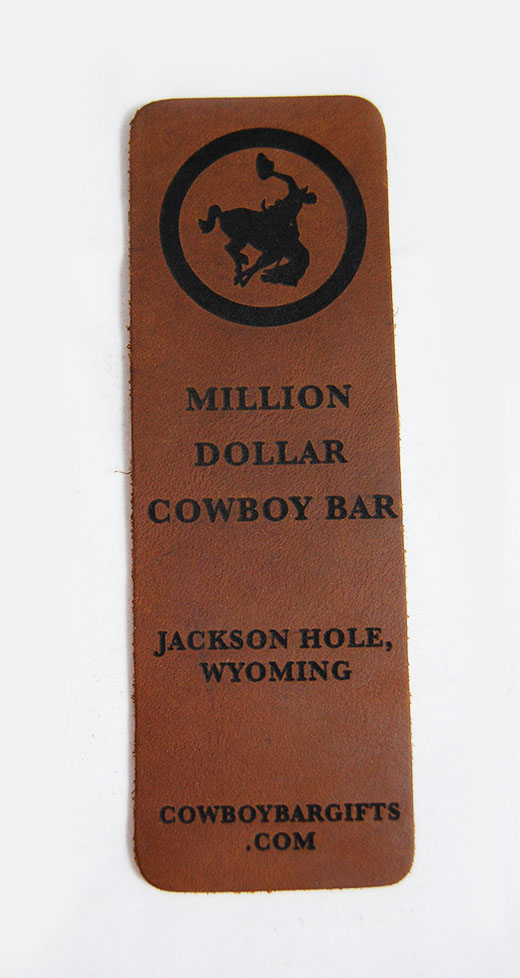 MILLION
DOLLAR
COWBOY BAR
JACKSON HOLE,
WYOMING
COWBOYBARGIFTS
.COM